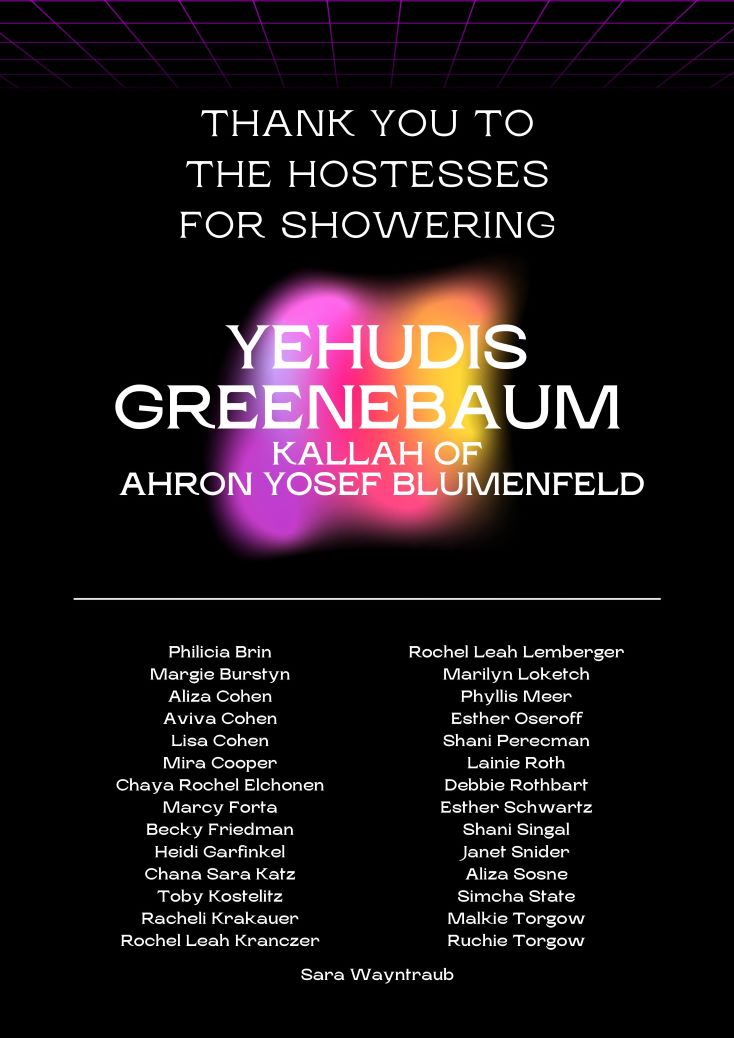 THANK YOU TO
THE HOSTESSES
FOR SHOWERING
YEHUDIS
GREENEBAUM
KALLAH OF
AHRON YOSEF BLUMENFELD
Philicia Brin
Margie Burstyn
Aliza Cohen
Aviva Cohen
Lisa Cohen
Mira Cooper
Chaya Rochel Elchonen
Marcy Forta
Becky Friedman
Heidi Garfinkel
Chana Sara Katz
Toby Kostelitz
Racheli Krakauer
Rochel Leah Kranczer
Rochel Leah Lemberger
Marilyn Loketch
Phyllis Meer
Esther Oseroff
Shani Perecman
Lainie Roth
Debbie Rothbart
Esther Schwartz
Shani Singal
Janet Snider
Aliza Sosne
Simcha State
Malkie Torgow
Ruchie Torgow
Sara Wayntraub